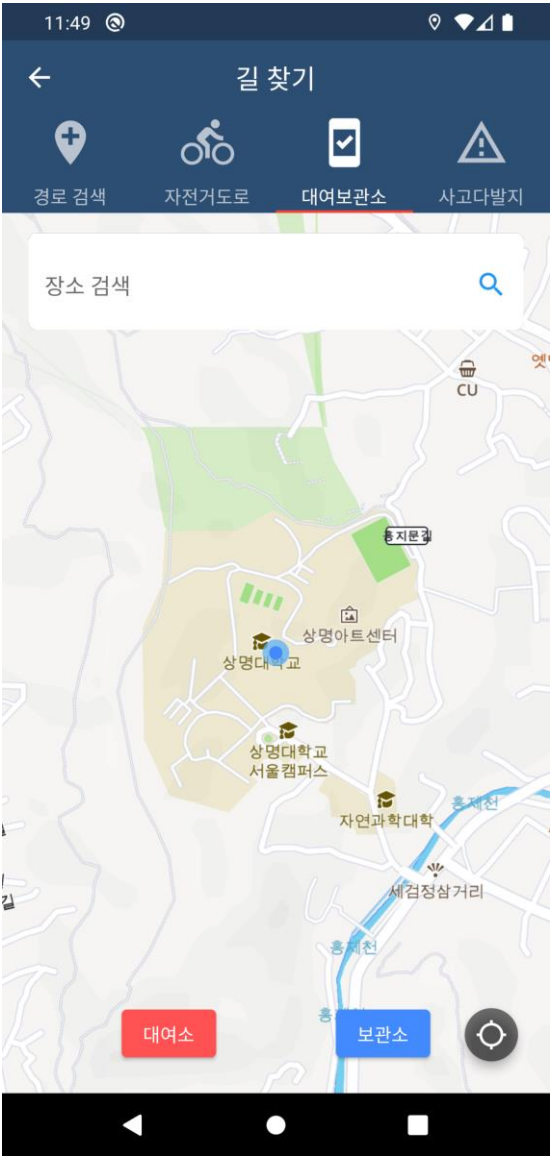 11:49
길 찾기
경로 검색
자전거도로
대여보관소
사고다발지
장소 검색
CU
홍지문길
상명아트센터
상명대학교
상명대학교
서울캠퍼스
홍제천
자연과학대학
세검정삼거리
길
홍제천
대여소
보관소